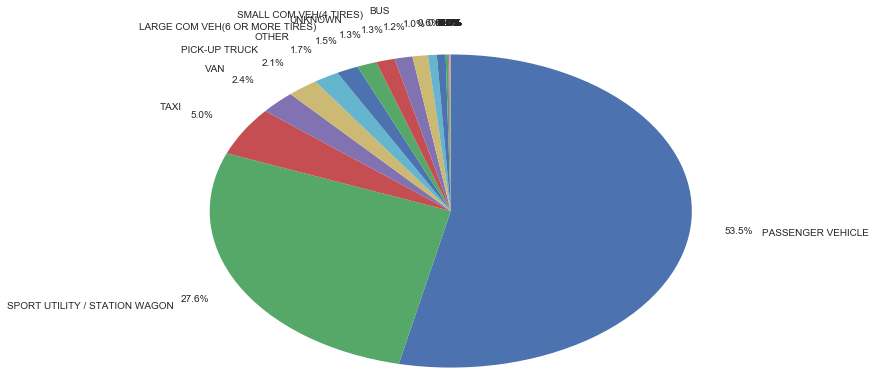 BUS
SMALL COM VEH(4 TIRES)
UNKNOWN
LARGE COM VEH(6 OR MORE TIRES)
OTHER
PICK-UP TRUCK
VAN
TAXI
SPORT UTILITY / STATION WAGON
PASSENGER VEHICLE
1.0%
1.2%
1.3%
1.3%
1.5%
1.7%
2.1%
2.4%
5.0%
27.6%
53.5%